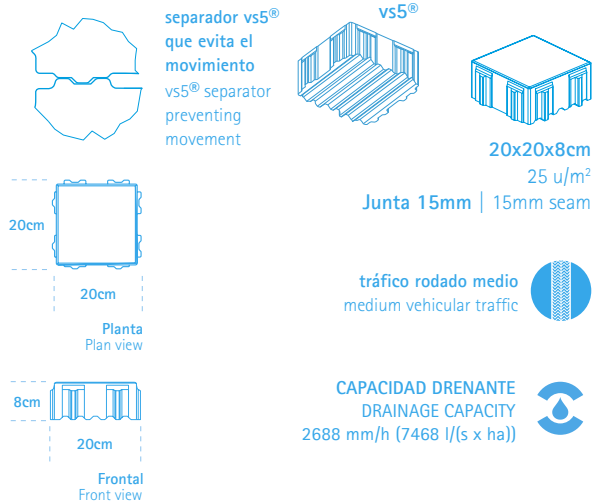 separador vs5®
que evita el
movimiento
vs5® separator
preventing
movement
vs5®
20x20x8cm
25 u/m²
Junta 15mm | 15mm seam
20cm
20cm
Planta
Plan view
tráfico rodado medio
medium vehicular traffic
8cm
20cm
Frontal
Front view
CAPACIDAD DRENANTE
DRAINAGE CAPACITY
2688 mm/h (7468 l/(s x ha))